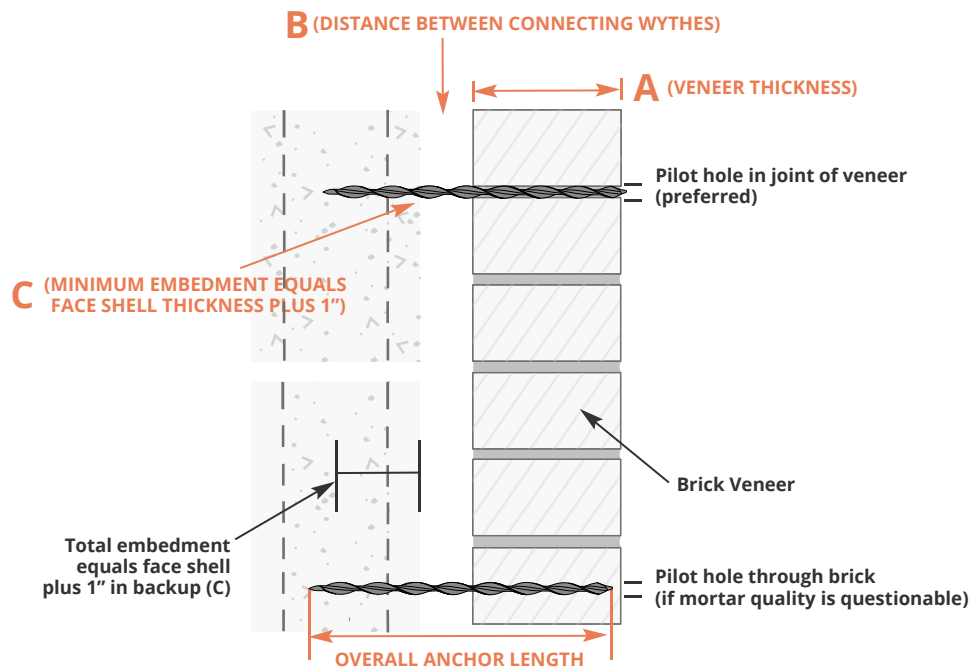 B (DISTANCE BETWEEN CONNECTING WYTHES)
A (VENEER THICKNESS)
Pilot hole in joint of veneer
(preferred)
C (MINIMUM EMBEDMENT EQUALS
FACE SHELL THICKNESS PLUS 1”)
Brick Veneer
Total embedment
equals face shell
plus 1” in backup (C)
Pilot hole through brick
(if mortar quality is questionable)
OVERALL ANCHOR LENGTH